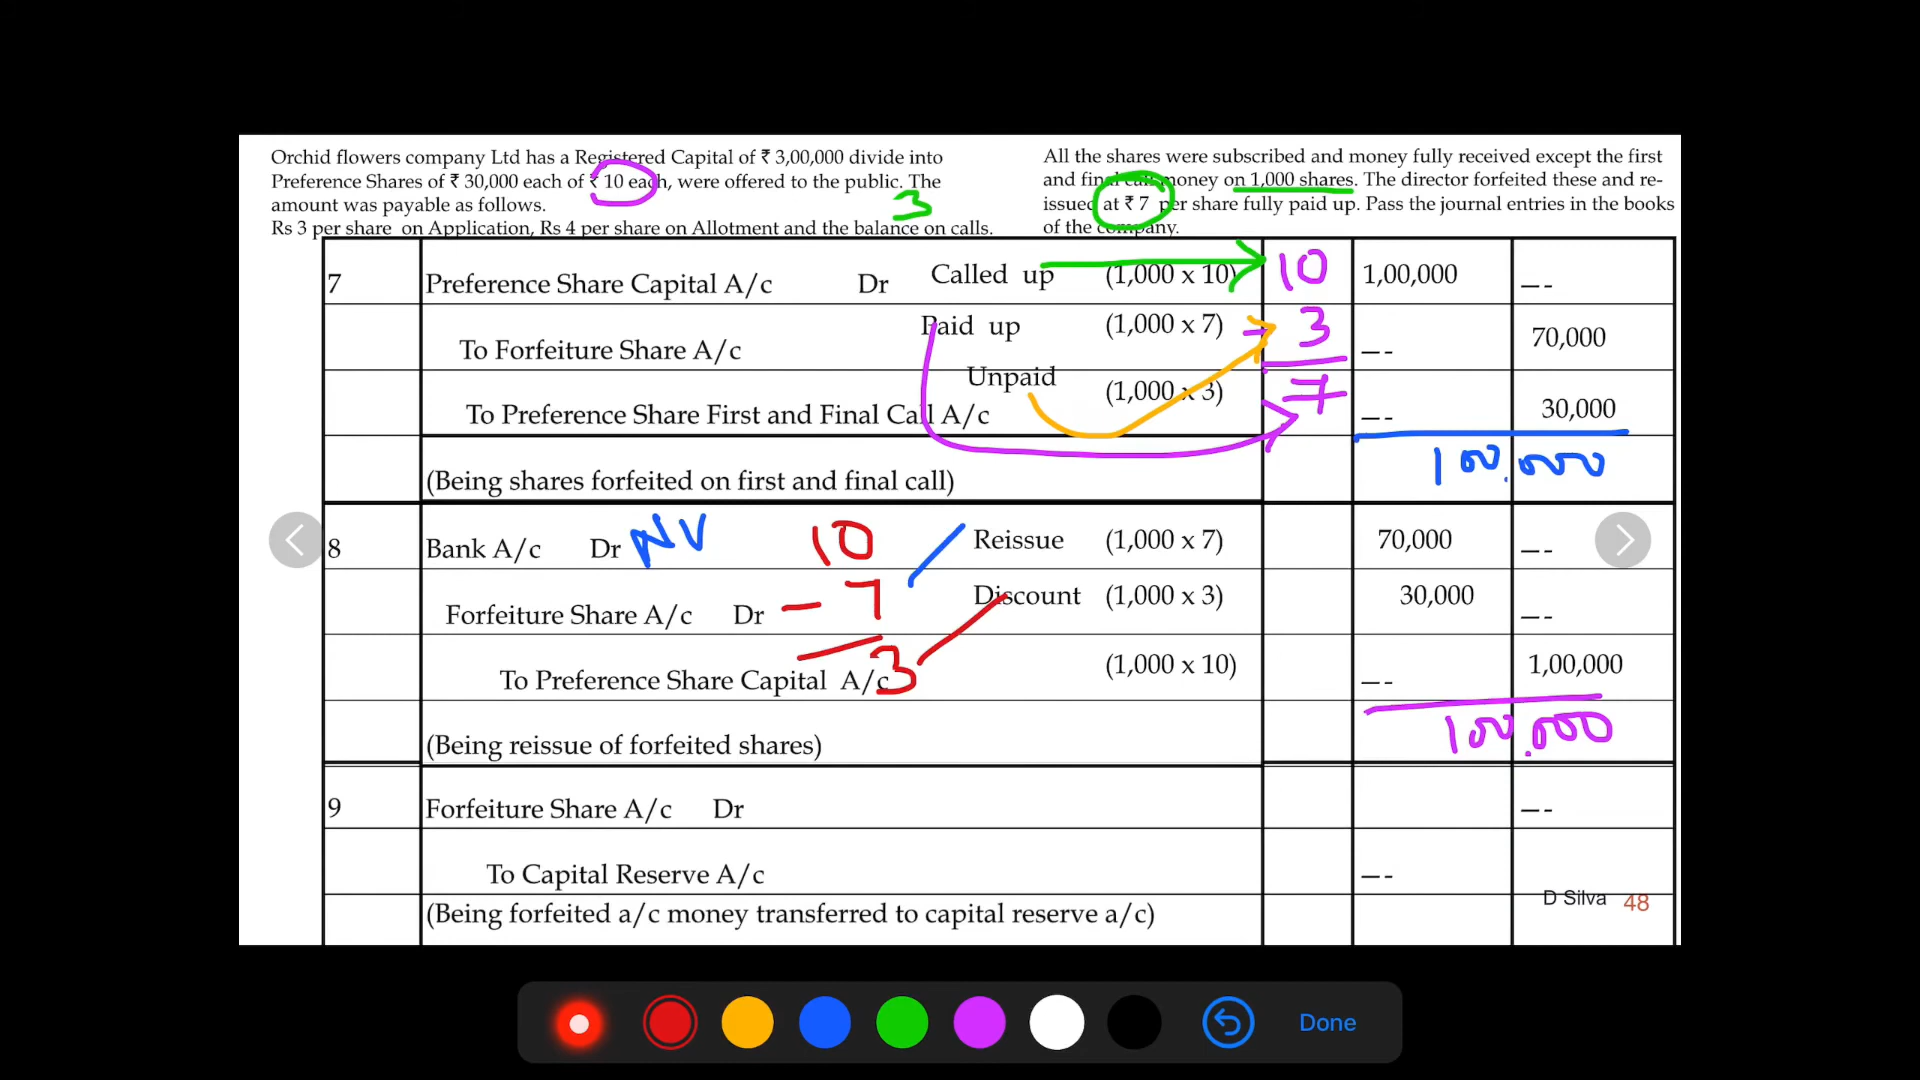 Orchid flowers company Ltd has a Registered Capital of ₹ 3,00,000 divide into
Preference Shares of ₹ 30,000 each of ₹ 10 each, were offered to the public. The
amount was payable as follows.
3
Rs 3 per share on Application, Rs 4 per share on Allotment and the balance on calls.
All the shares were subscribed and money fully received except the first
and final call money on 1,000 shares. The director forfeited these and re-
issued at ₹ 7 per share fully paid up. Pass the journal entries in the books
of the company.
7 Preference Share Capital A/c Dr Called up (1,000 x 10) 10 1,00,000 ---
To Forfeiture Share A/c Paid up (1,000 x 7) - 3 --- 70,000
To Preference Share First and Final Call A/c Unpaid (1,000 x 3) 7 --- 30,000
100,000
(Being shares forfeited on first and final call)
8 Bank A/c Dr NV 10 Reissue (1,000 x 7) 70,000 ---
Forfeiture Share A/c Dr - 7 Discount (1,000 x 3) 30,000 ---
To Preference Share Capital A/c 3 (1,000 x 10) --- 1,00,000
100,000
(Being reissue of forfeited shares)
9 Forfeiture Share A/c Dr ---
To Capital Reserve A/c ---
D Silva 48
(Being forfeited a/c money transferred to capital reserve a/c)
Done